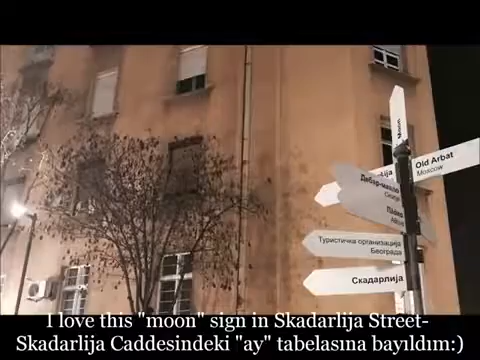 Moon
Old Arbat
Moscow
Туристичка организација
Београда
Скадарлија
I love this "moon" sign in Skadarlija Street-
Skadarlija Caddesindeki "ay" tabelasına bayıldım:)